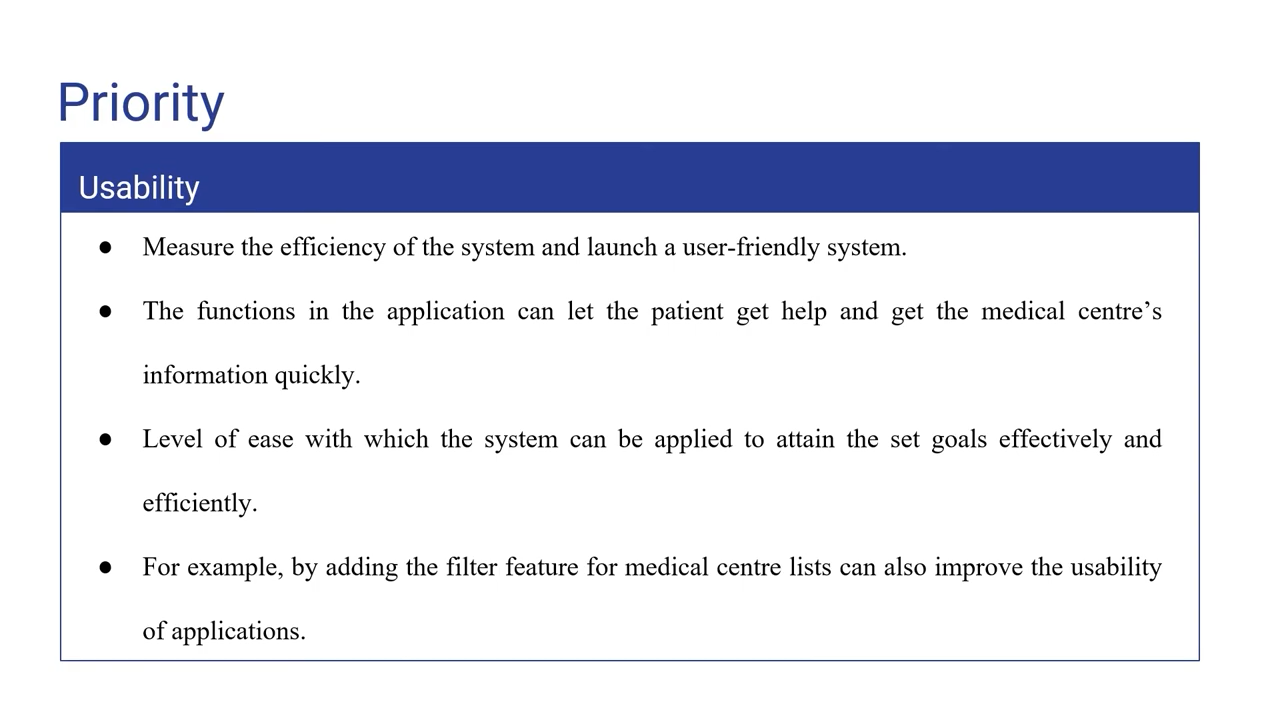 Priority
Usability
● Measure the efficiency of the system and launch a user-friendly system.
● The functions in the application can let the patient get help and get the medical centre’s
information quickly.
● Level of ease with which the system can be applied to attain the set goals effectively and
efficiently.
● For example, by adding the filter feature for medical centre lists can also improve the usability
of applications.